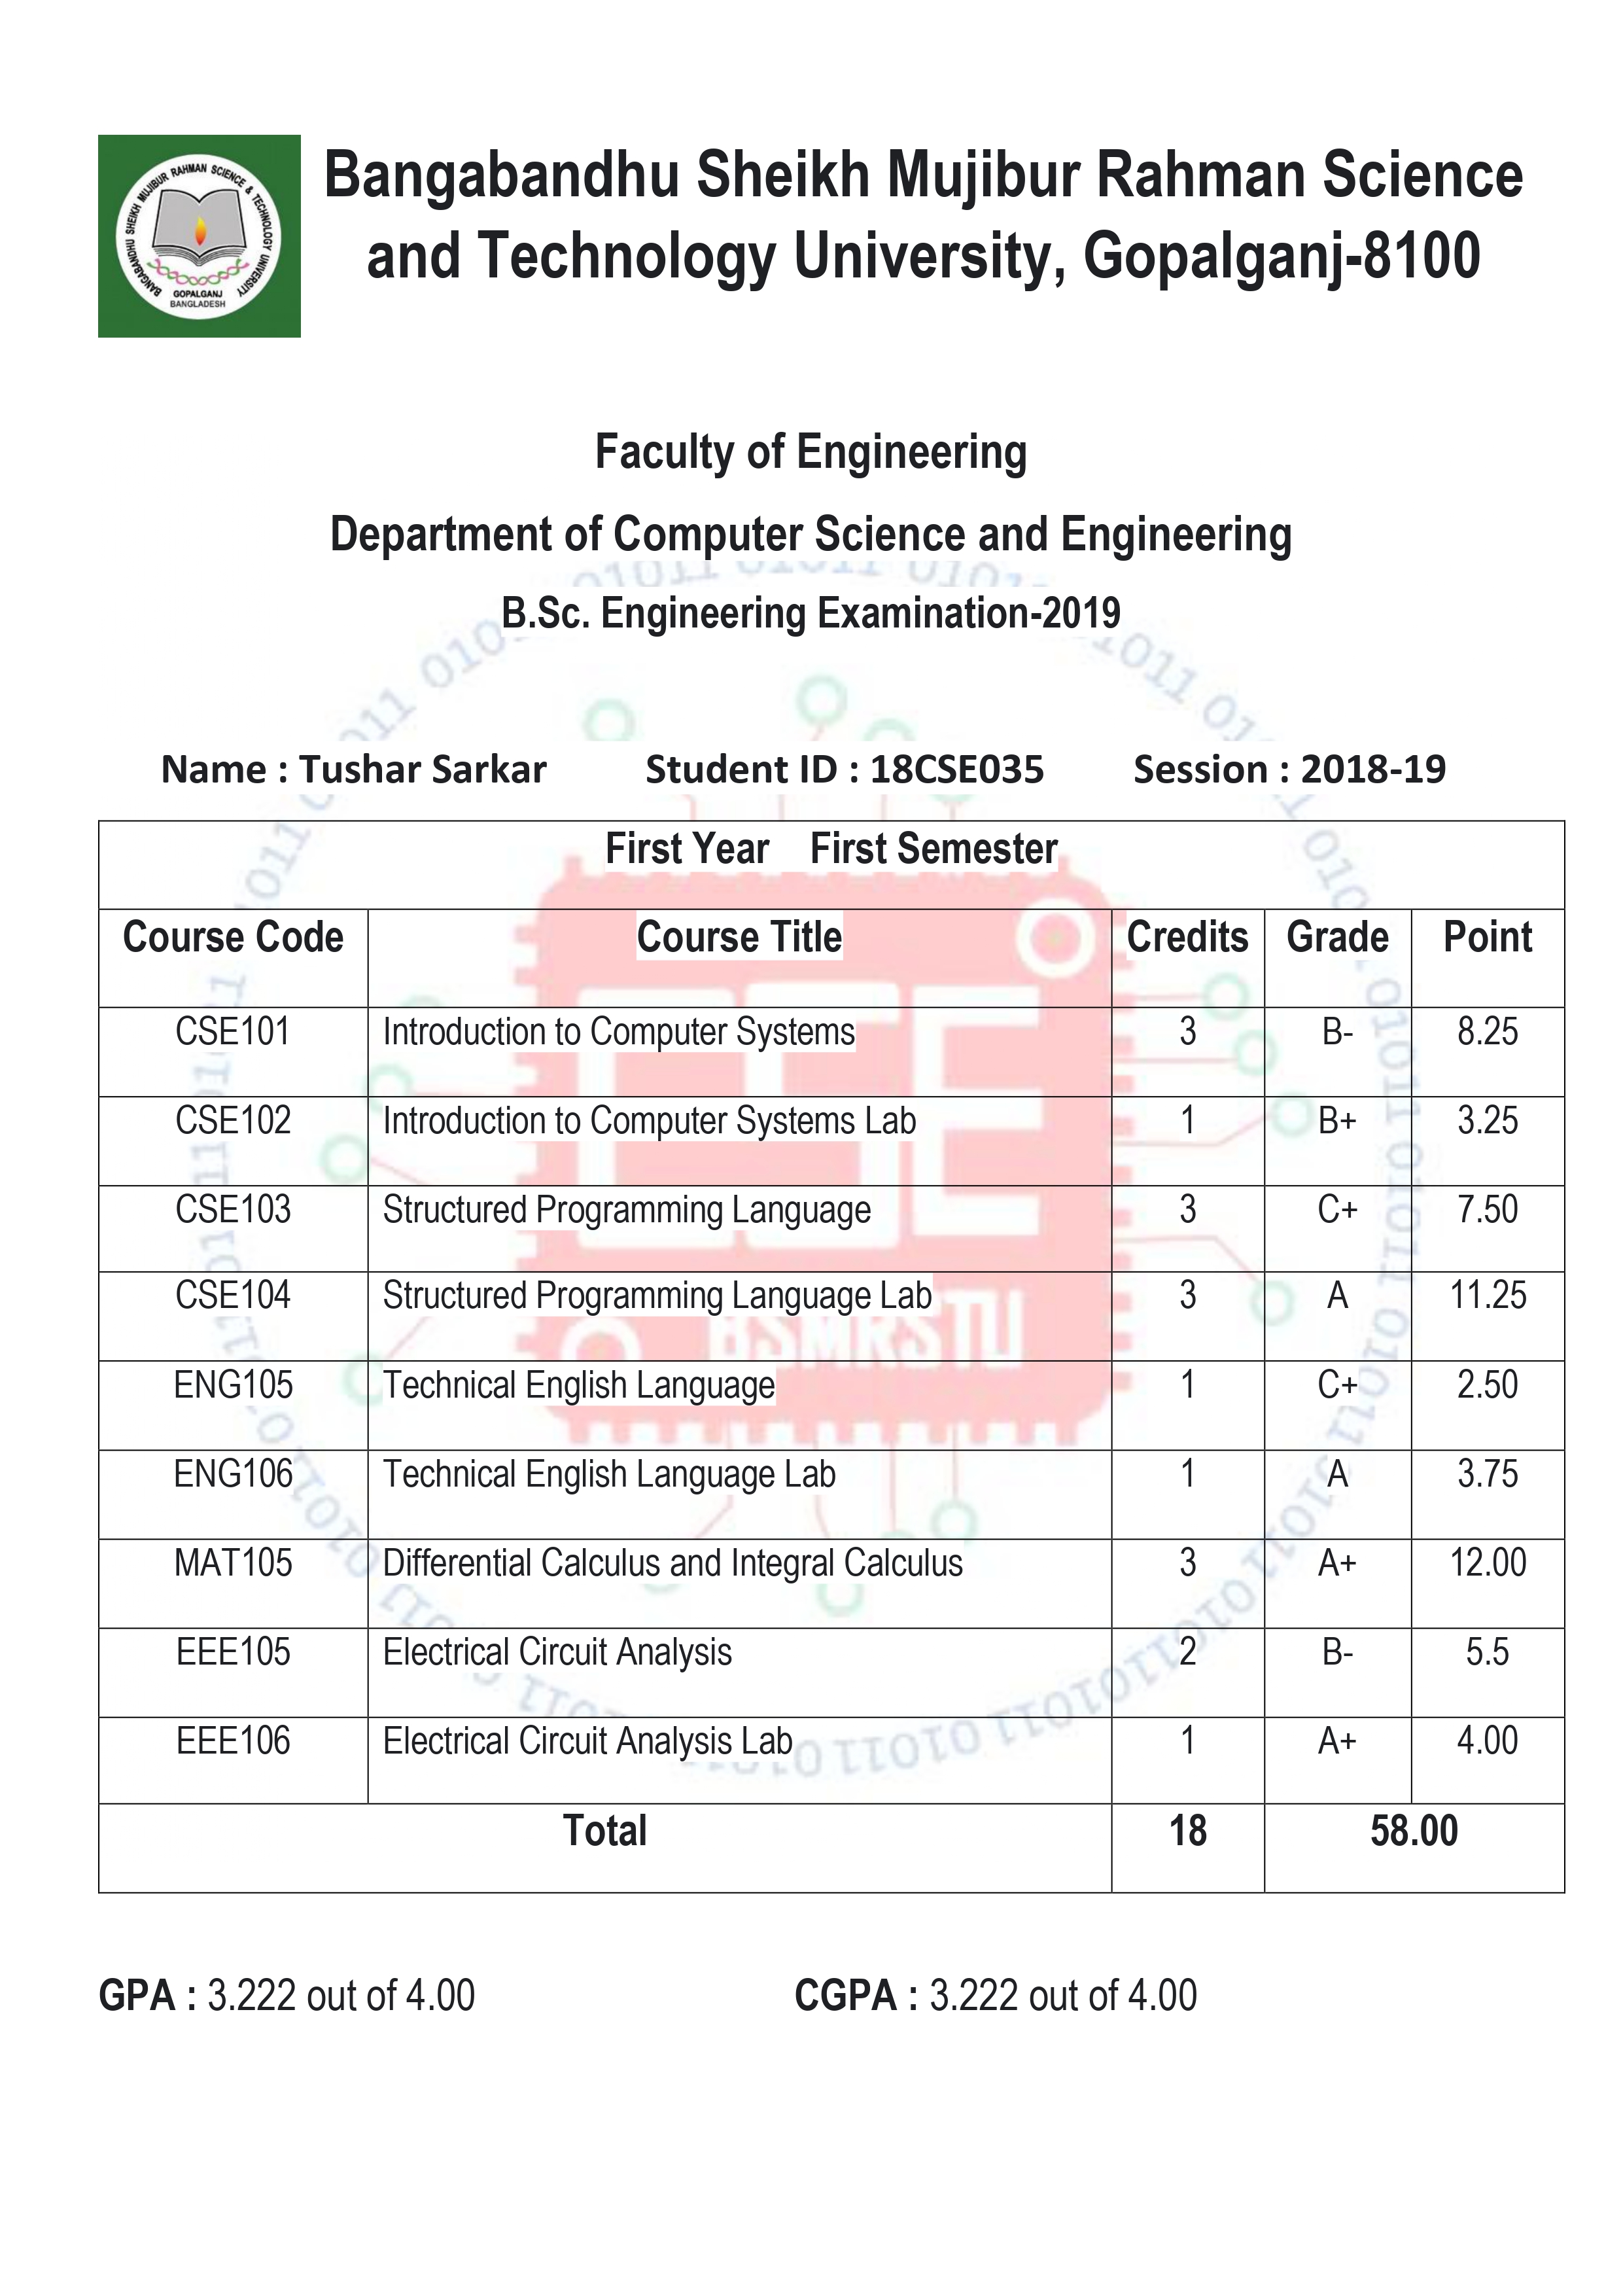 BANGABANDHU SHEIKH MUJIBUR RAHMAN SCIENCE & TECHNOLOGY UNIVERSITY
GOPALGANJ
BANGLADESH
Bangabandhu Sheikh Mujibur Rahman Science
and Technology University, Gopalganj-8100
Faculty of Engineering
Department of Computer Science and Engineering
B.Sc. Engineering Examination-2019
Name : Tushar Sarkar Student ID : 18CSE035 Session : 2018-19
First Year First Semester
Course Code Course Title Credits Grade Point
CSE101 Introduction to Computer Systems 3 B- 8.25
CSE102 Introduction to Computer Systems Lab 1 B+ 3.25
CSE103 Structured Programming Language 3 C+ 7.50
CSE104 Structured Programming Language Lab 3 A 11.25
ENG105 Technical English Language 1 C+ 2.50
ENG106 Technical English Language Lab 1 A 3.75
MAT105 Differential Calculus and Integral Calculus 3 A+ 12.00
EEE105 Electrical Circuit Analysis 2 B- 5.5
EEE106 Electrical Circuit Analysis Lab 1 A+ 4.00
Total 18 58.00
GPA : 3.222 out of 4.00 CGPA : 3.222 out of 4.00
CSE
BSMRSTU